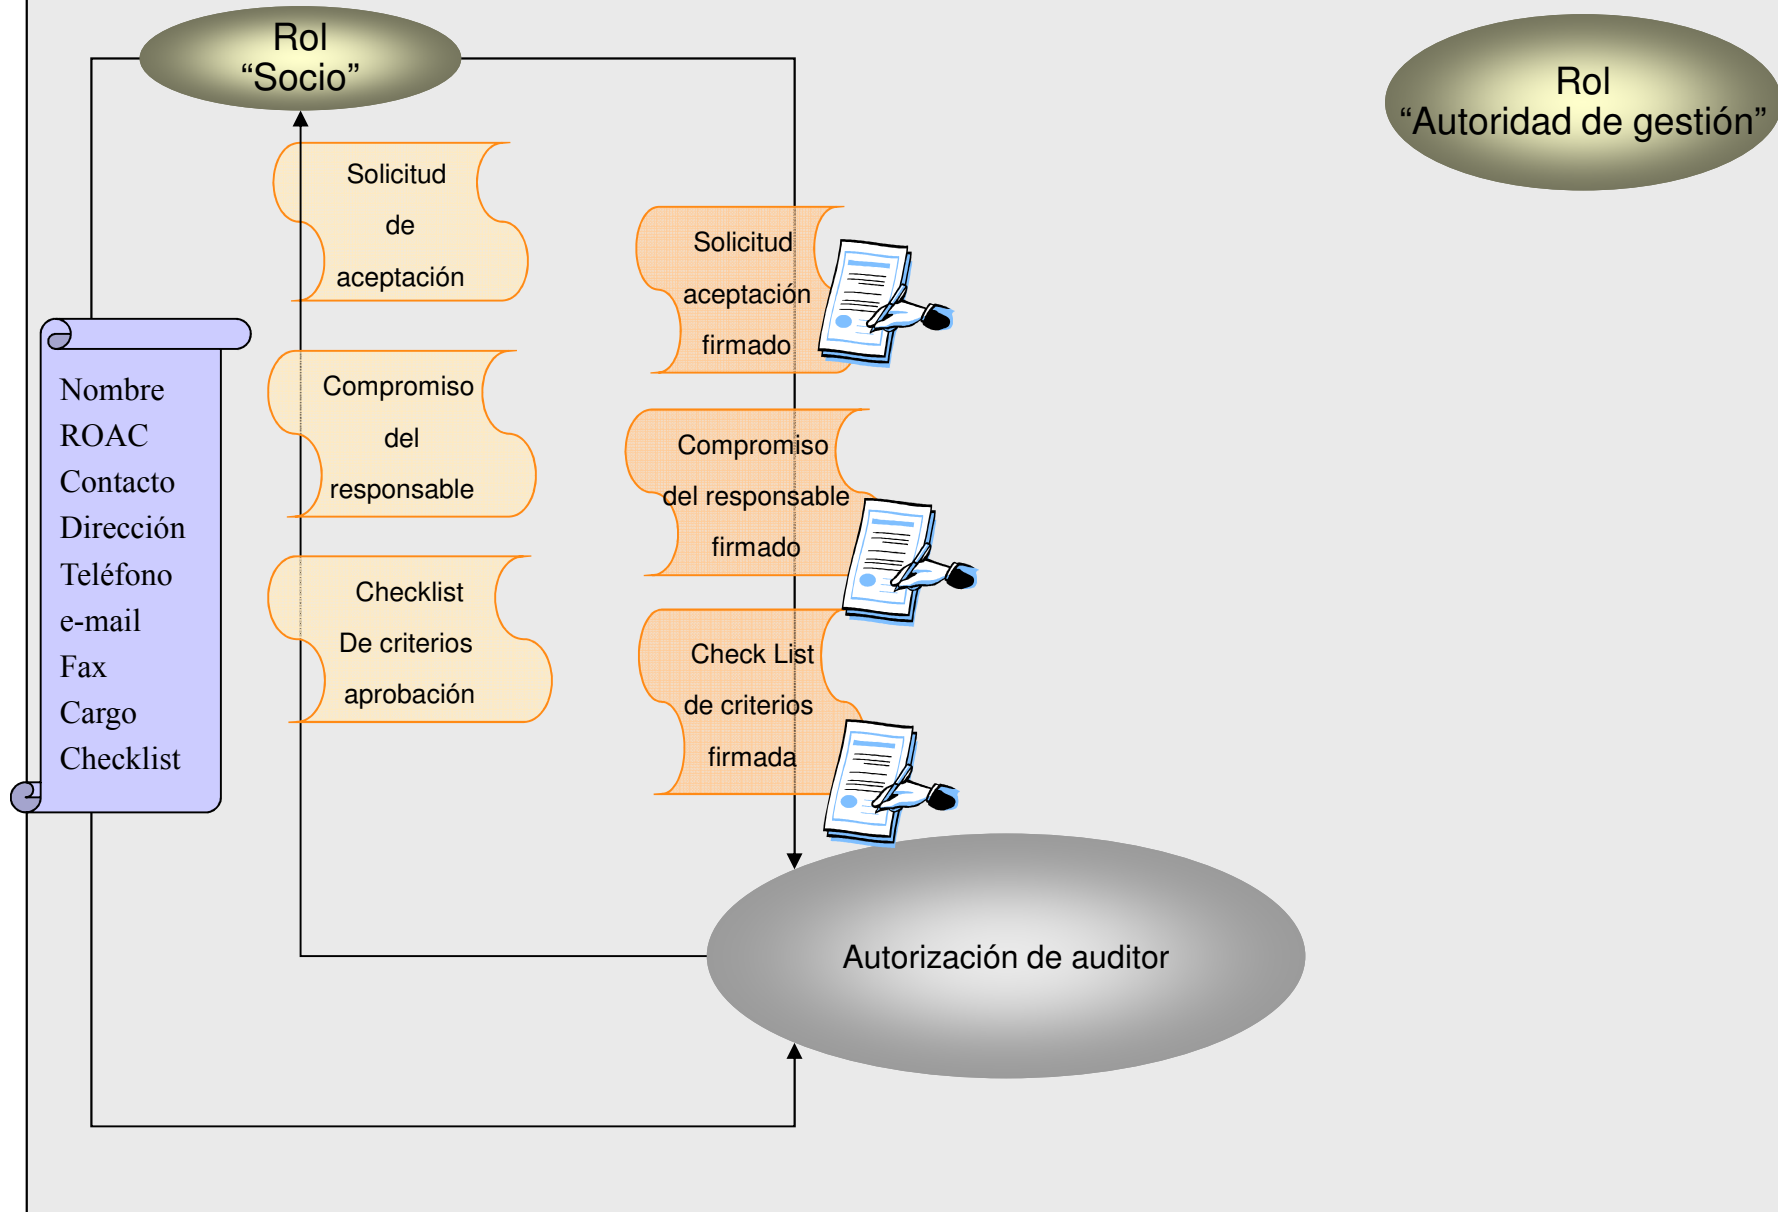 Rol
“Socio”
Rol
“Autoridad de gestión”
Solicitud
de
aceptación
Solicitud
aceptación
firmado
Nombre
ROAC
Contacto
Dirección
Teléfono
e-mail
Fax
Cargo
Checklist
Compromiso
del
responsable
Compromiso
del responsable
firmado
Checklist
De criterios
aprobación
Check List
de criterios
firmada
Autorización de auditor